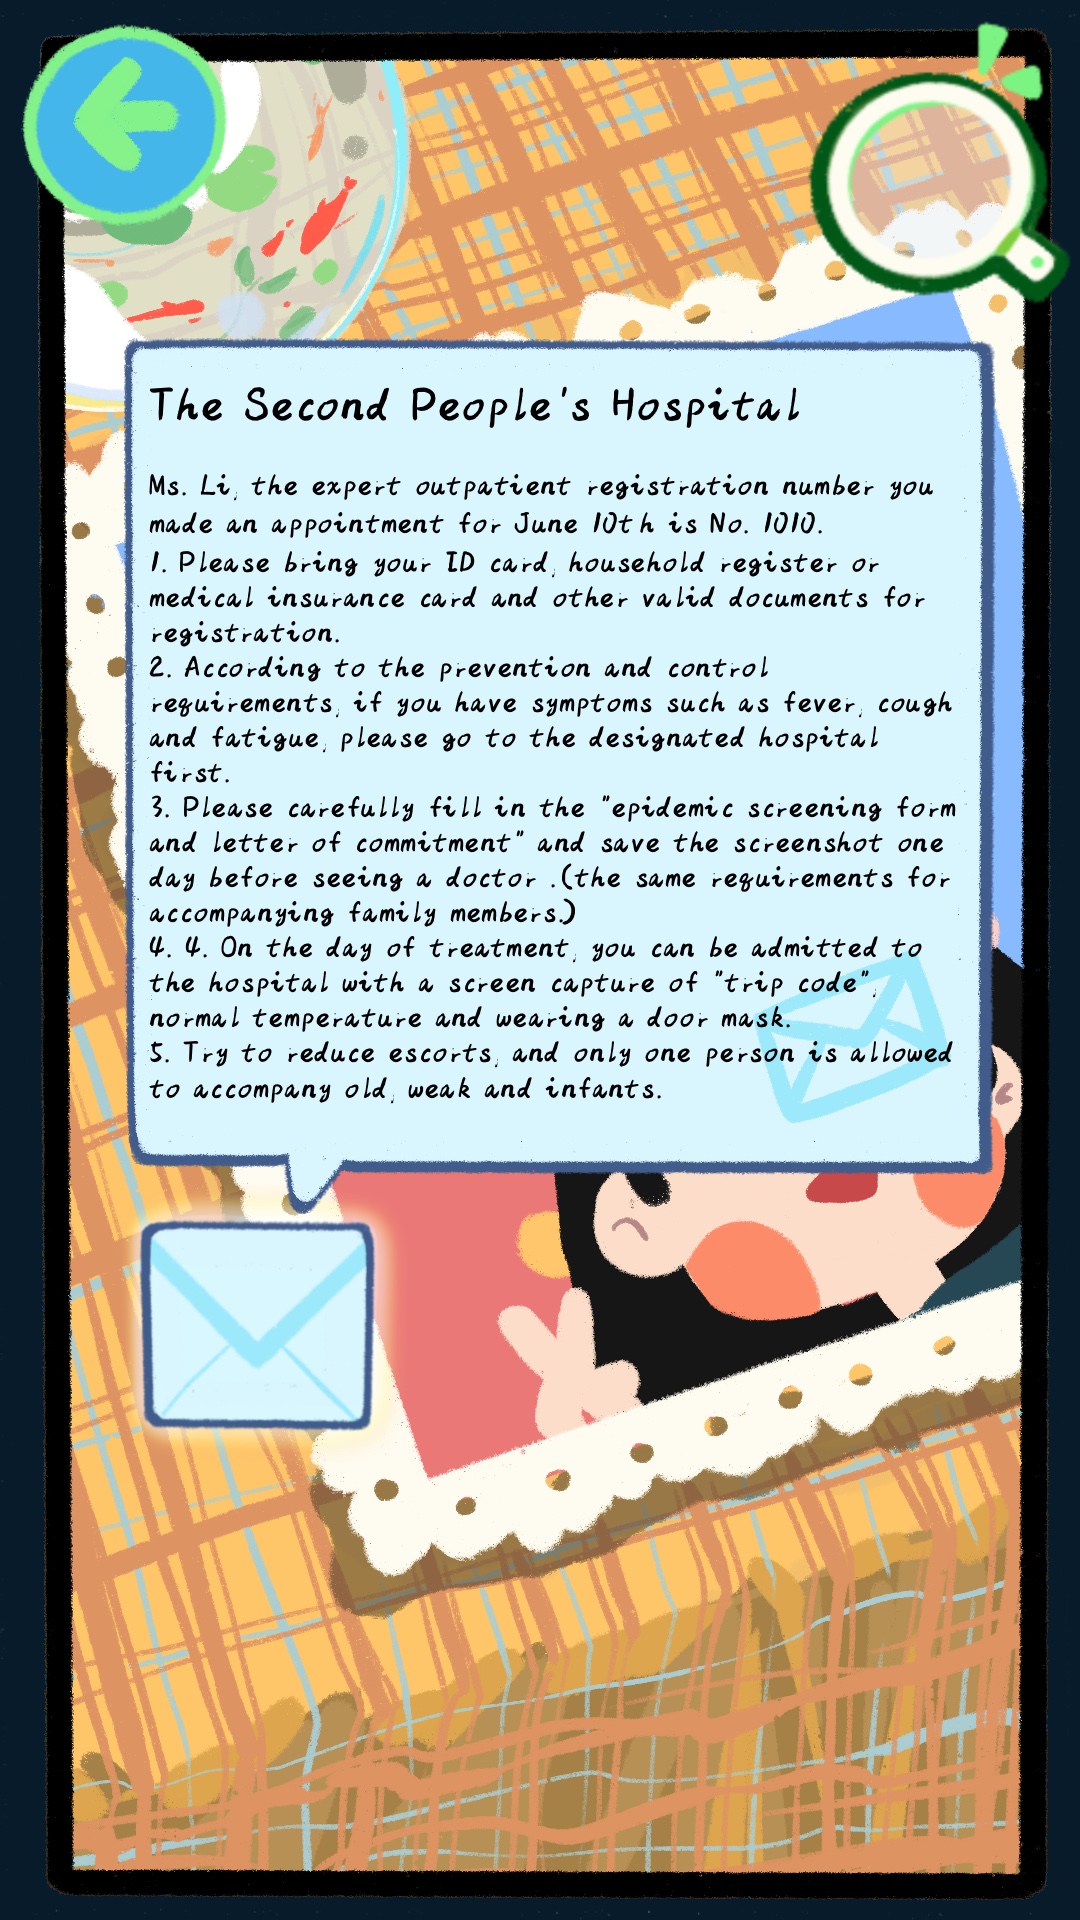 The Second People's Hospital
Ms. Li, the expert outpatient registration number you
made an appointment for June 10th is No. 1010.
1. Please bring your ID card, household register or
medical insurance card and other valid documents for
registration.
2. According to the prevention and control
requirements, if you have symptoms such as fever, cough
and fatigue, please go to the designated hospital
first.
3. Please carefully fill in the "epidemic screening form
and letter of commitment" and save the screenshot one
day before seeing a doctor .(the same requirements for
accompanying family members.)
4. 4. On the day of treatment, you can be admitted to
the hospital with a screen capture of "trip code",
normal temperature and wearing a door mask.
5. Try to reduce escorts, and only one person is allowed
to accompany old, weak and infants.